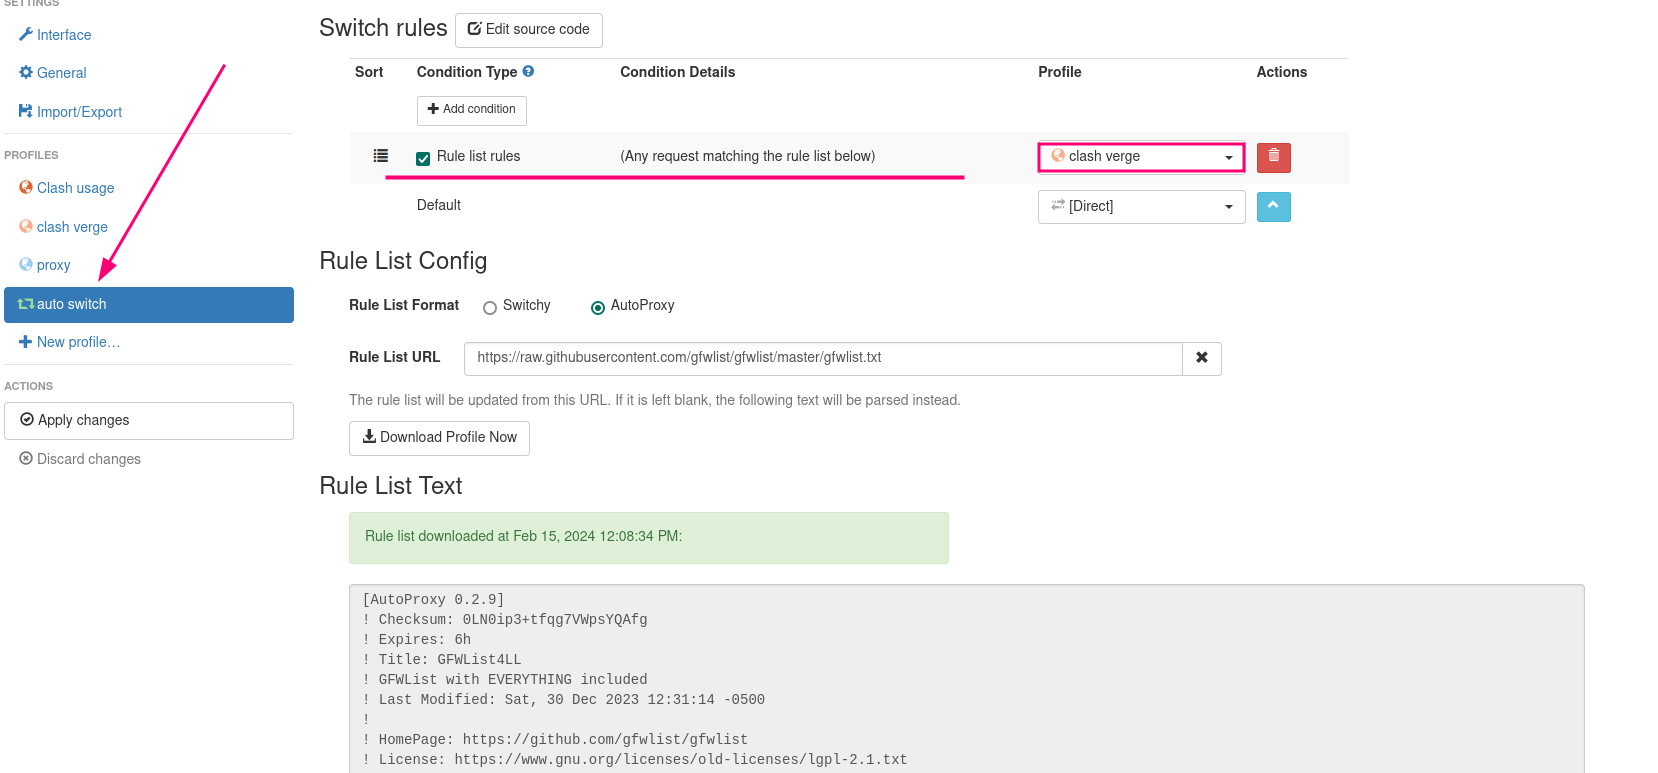 SETTINGS
Interface
General
Import/Export
PROFILES
Clash usage
clash verge
proxy
auto switch
New profile…
ACTIONS
Apply changes
Discard changes
Switch rules Edit source code
Sort Condition Type Condition Details Profile Actions
Add condition
Rule list rules (Any request matching the rule list below) clash verge
Default [Direct]
Rule List Config
Rule List Format Switchy AutoProxy
Rule List URL https://raw.githubusercontent.com/gfwlist/gfwlist/master/gfwlist.txt
The rule list will be updated from this URL. If it is left blank, the following text will be parsed instead.
Download Profile Now
Rule List Text
Rule list downloaded at Feb 15, 2024 12:08:34 PM:
[AutoProxy 0.2.9]
! Checksum: 0LN0ip3+tfqg7VWpsYQAfg
! Expires: 6h
! Title: GFWList4LL
! GFWList with EVERYTHING included
! Last Modified: Sat, 30 Dec 2023 12:31:14 -0500
!
! HomePage: https://github.com/gfwlist/gfwlist
! License: https://www.gnu.org/licenses/old-licenses/lgpl-2.1.txt